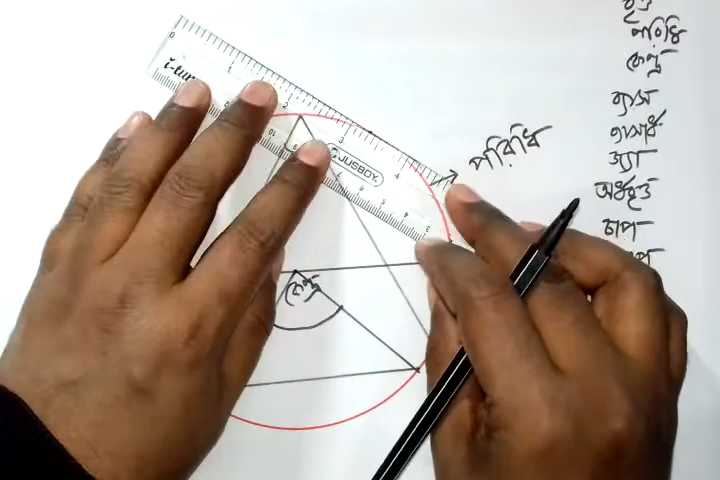 বৃত্ত
পরিধি
কেন্দ্র
ব্যাস
ব্যাসার্ধ
জ্যা
অর্ধবৃত্ত
চাপ
পরিধি
কেন্দ্র
JUSBOY